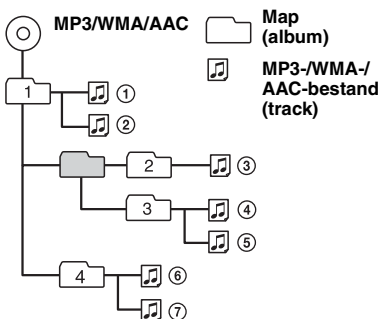 MP3/WMA/AAC
Map
(album)
MP3-/WMA-/
AAC-bestand
(track)
1
①
②
2
③
3
④
⑤
4
⑥
⑦